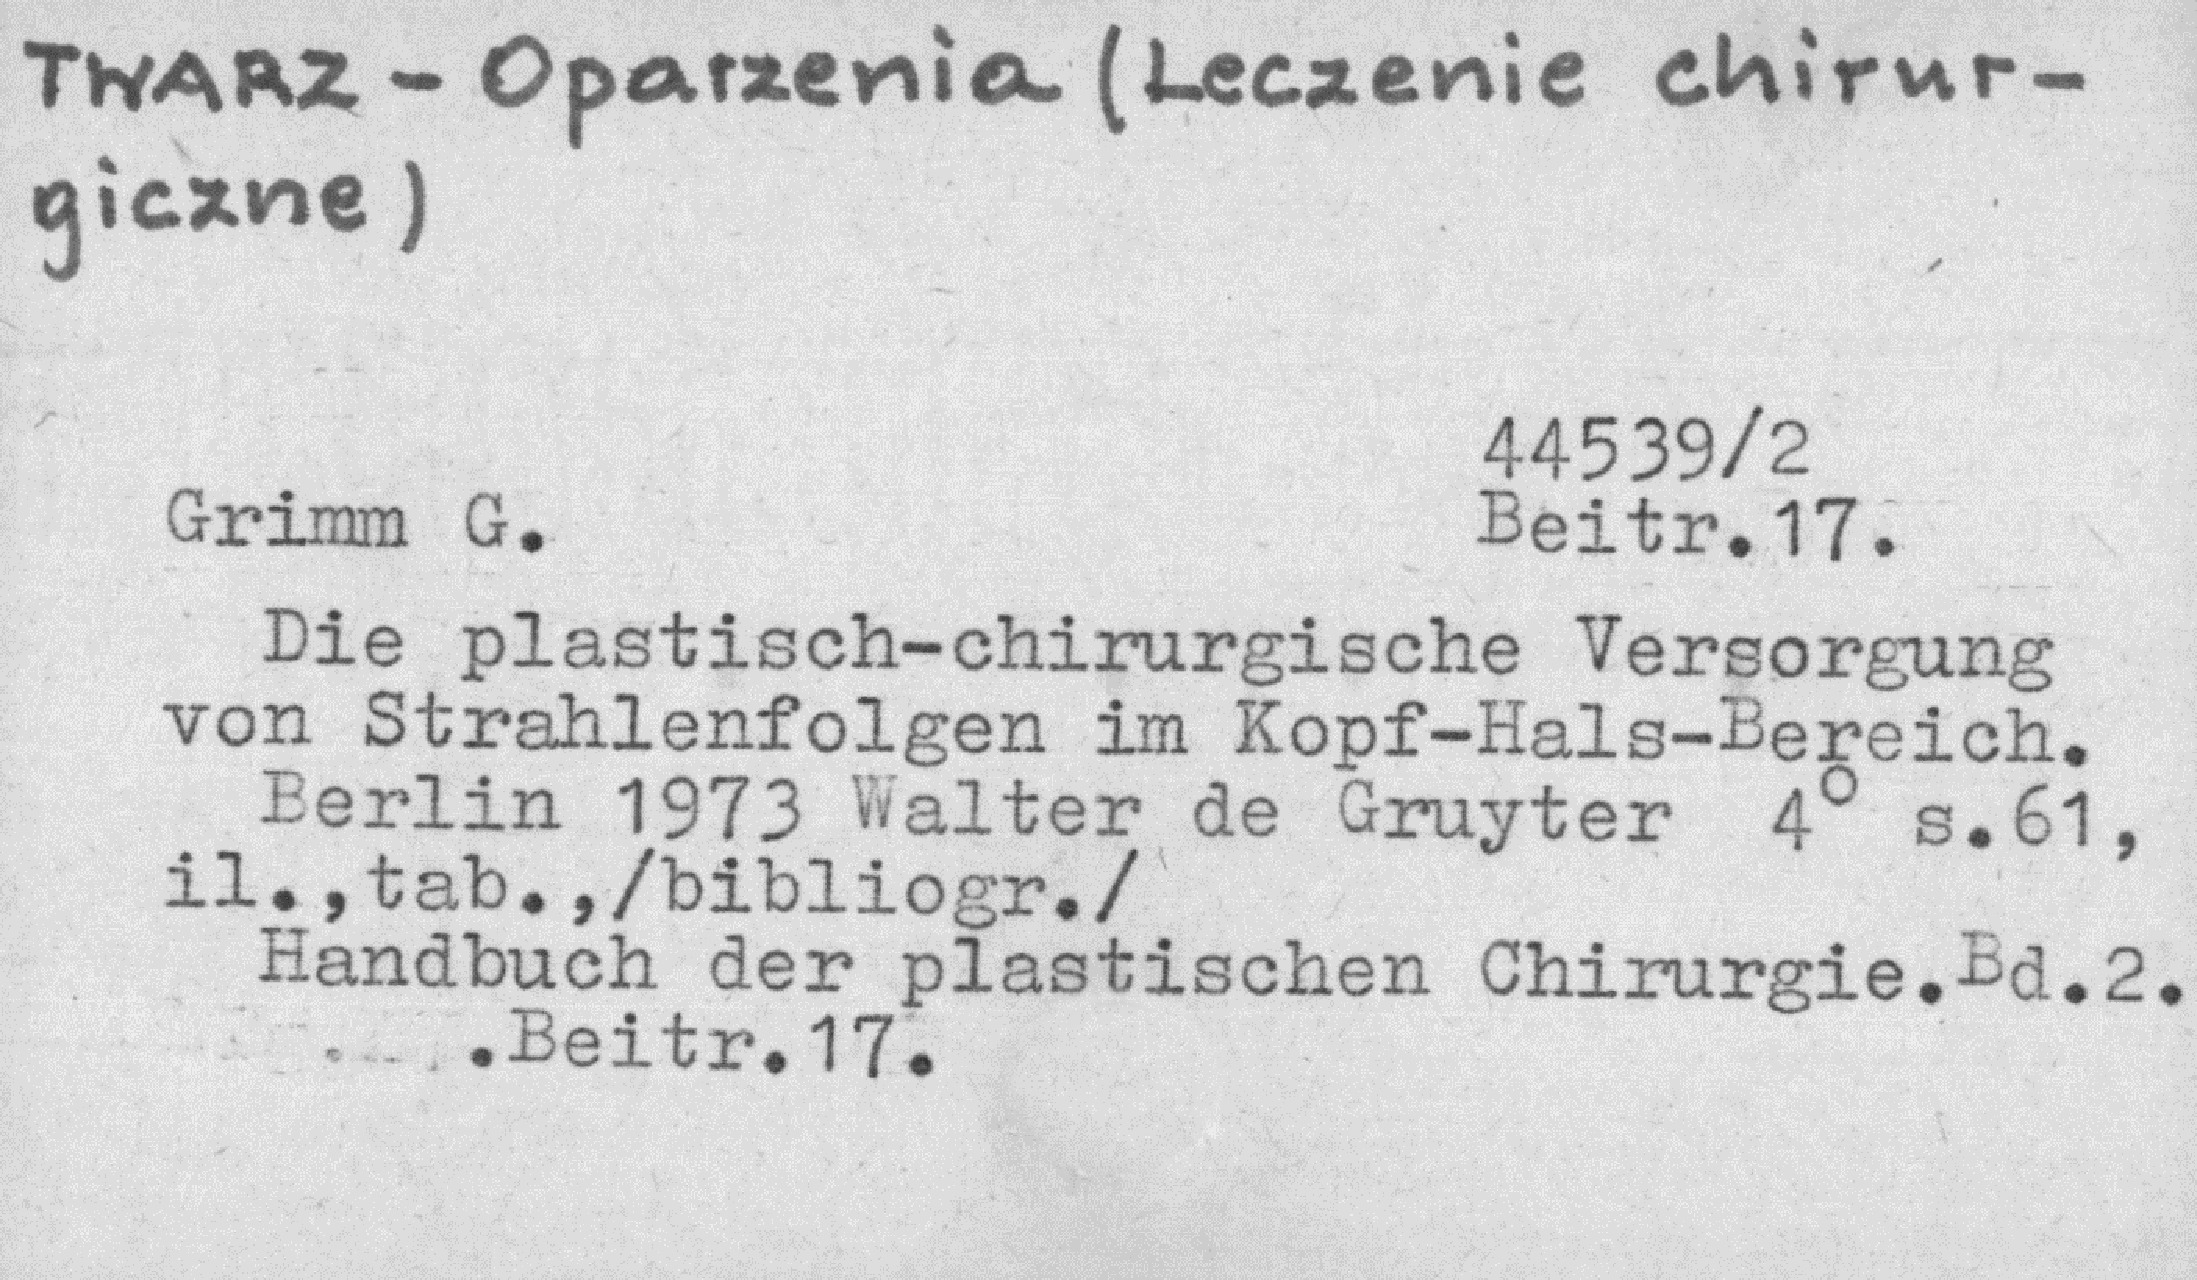 TWARZ - Oparzenia (Leczenie chirur-
giczne)
44539/2
Grimm G. Beitr.17.
Die plastisch-chirurgische Versorgung
von Strahlenfolgen im Kopf-Hals-Bereich.
Berlin 1973 Walter de Gruyter 4° s.61,
il.,tab.,/bibliogr./
Handbuch der plastischen Chirurgie.Bd.2.
.Beitr.17.